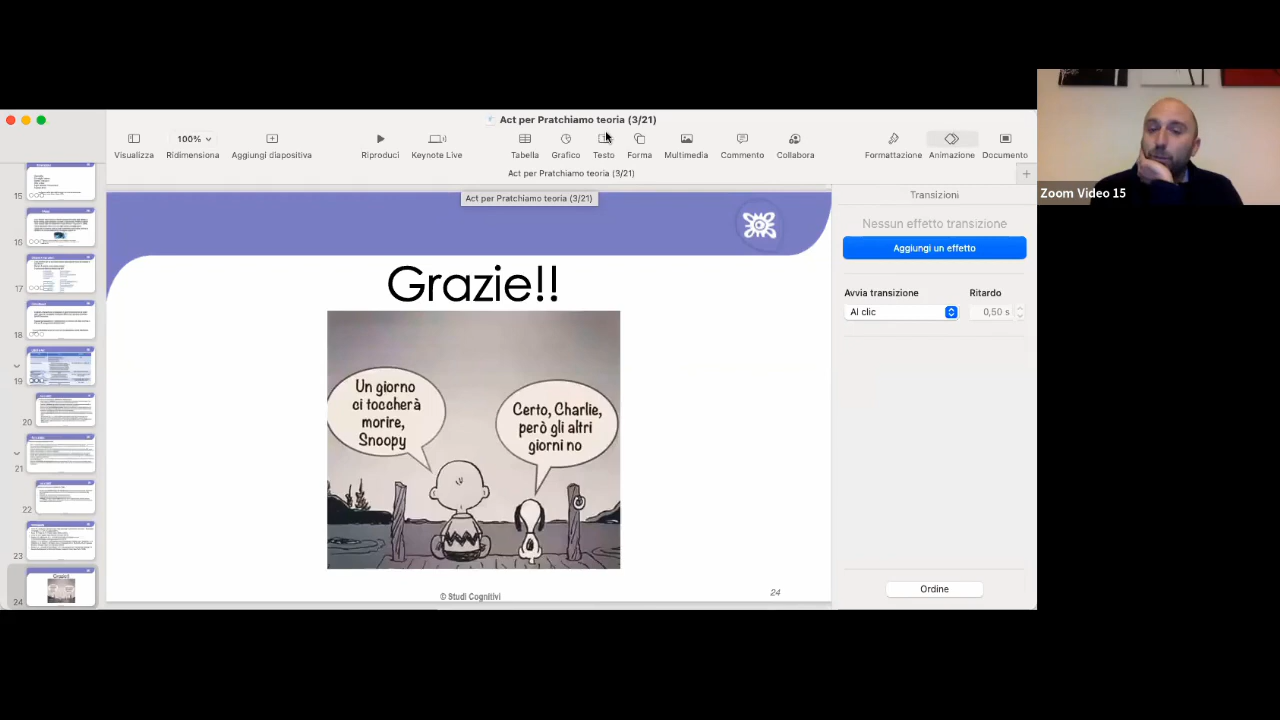 Act per Pratchiamo teoria (3/21)
100%
Visualizza
Ridimensiona
Aggiungi diapositiva
Riproduci
Keynote Live
Tabella
Grafico
Testo
Forma
Multimedia
Commento
Collabora
Formattazione
Animazione
Documento
Act per Pratchiamo teoria (3/21)
Act per Pratchiamo teoria (3/21)
Zoom Video 15
Transizioni
Nessun effetto transizione
Aggiungi un effetto
Avvia transizione
Ritardo
Al clic
0,50 s
Ordine
15
16
17
18
19
20
21
22
23
24
Grazie!!
Un giorno
ci toccherà
morire,
Snoopy
Certo, Charlie,
però gli altri
giorni no
© Studi Cognitivi
24